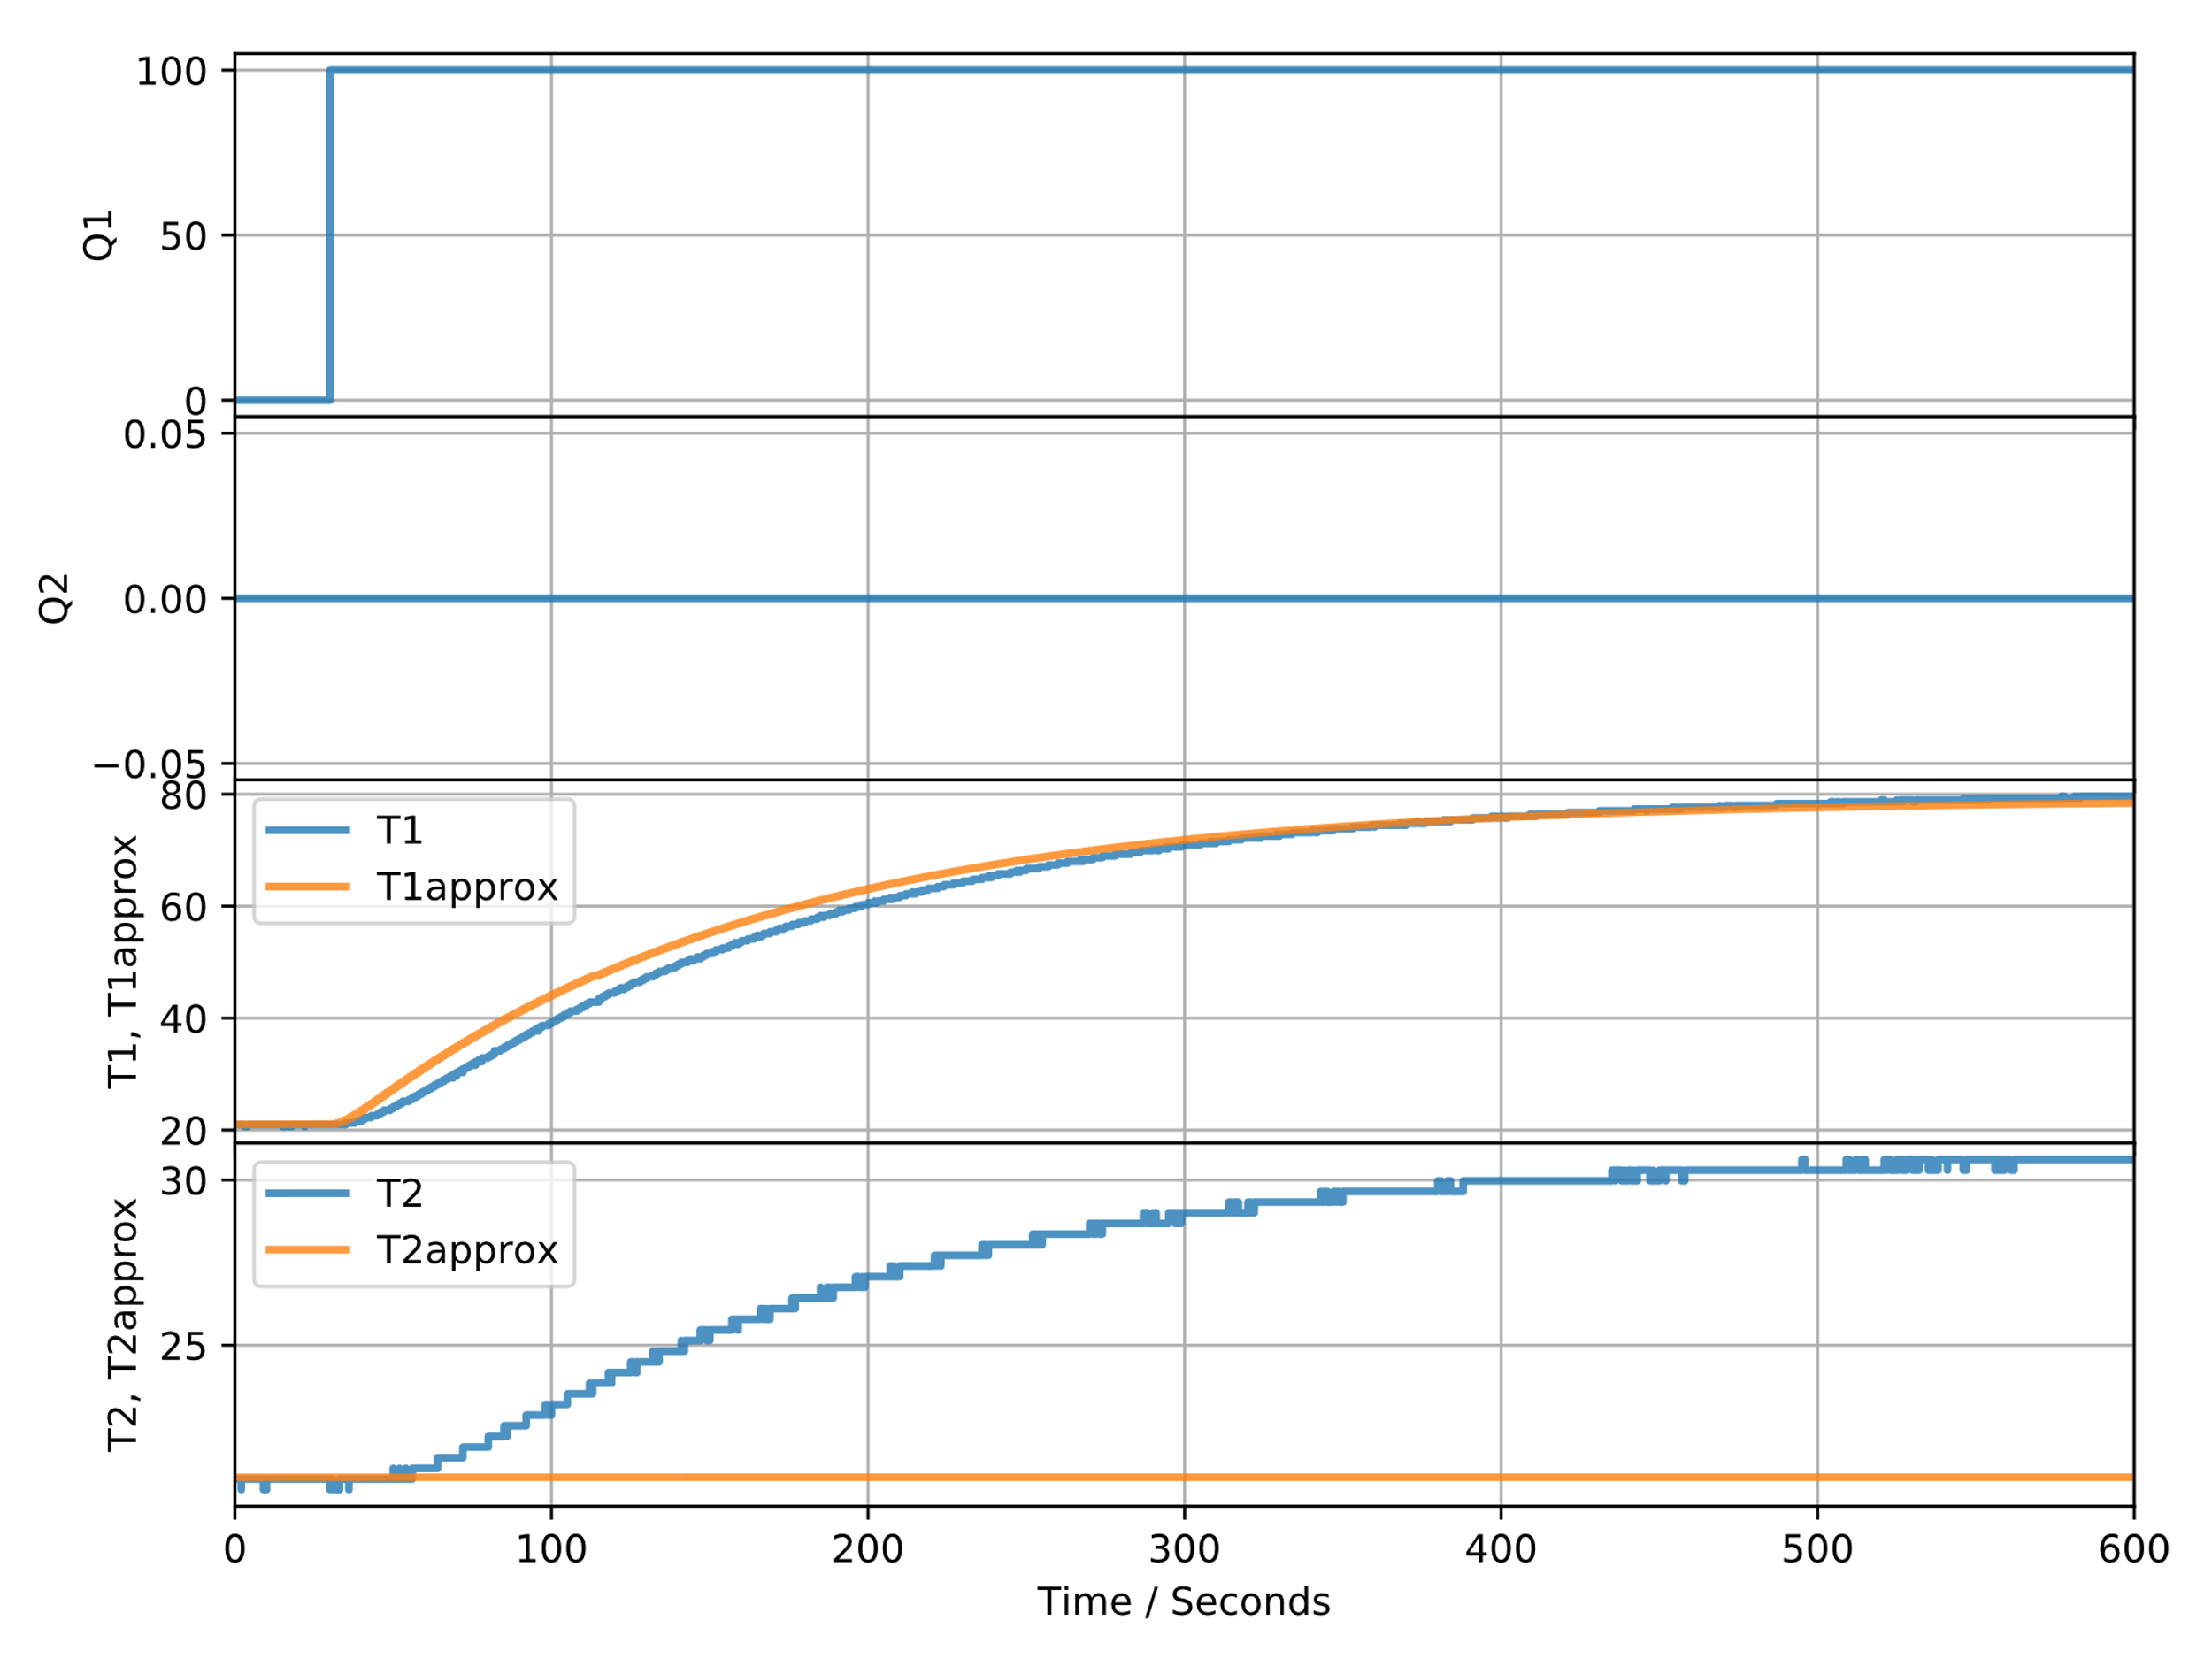 100
50
0
Q1
0.05
0.00
−0.05
Q2
80
60
40
20
T1, T1approx
T1
T1approx
30
25
T2, T2approx
T2
T2approx
0 100 200 300 400 500 600
Time / Seconds